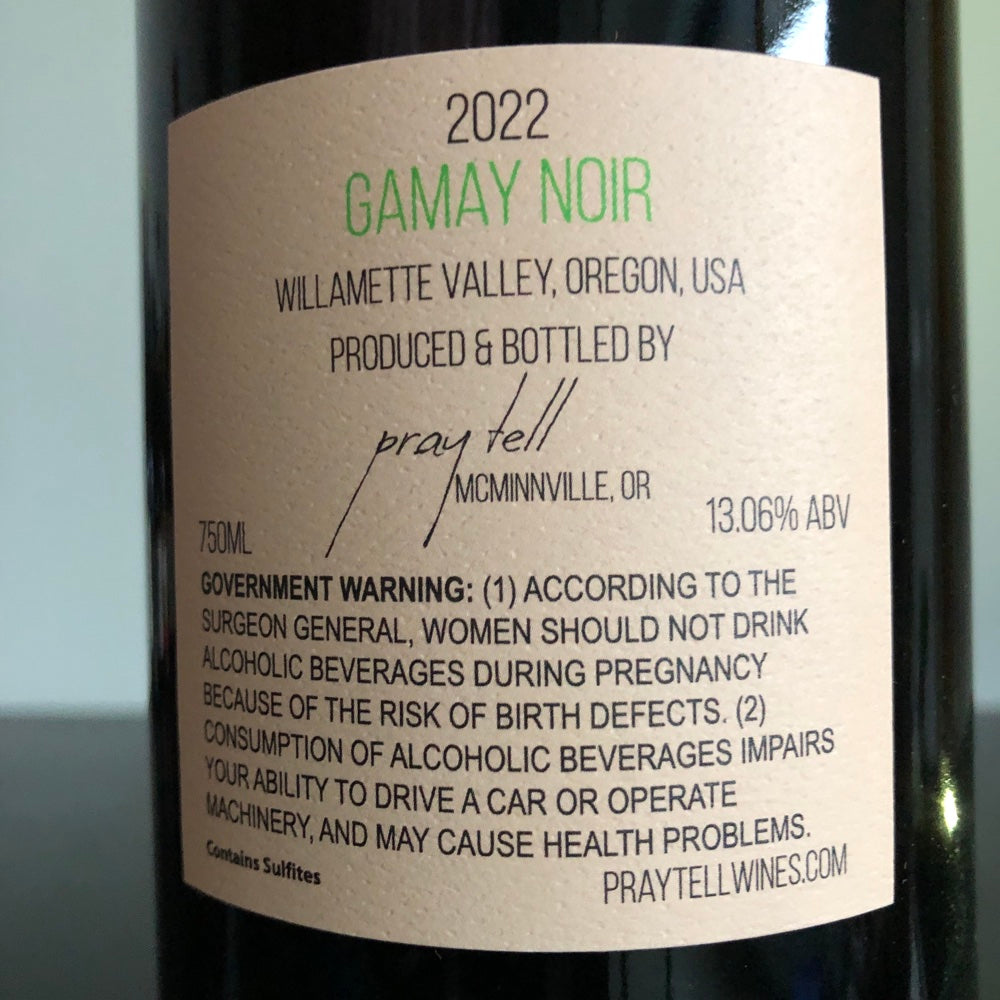 2022
GAMAY NOIR
WILLAMETTE VALLEY, OREGON, USA
PRODUCED & BOTTLED BY
pray tell
MCMINNVILLE, OR
750ML
13.06% ABV
GOVERNMENT WARNING: (1) ACCORDING TO THE
SURGEON GENERAL, WOMEN SHOULD NOT DRINK
ALCOHOLIC BEVERAGES DURING PREGNANCY
BECAUSE OF THE RISK OF BIRTH DEFECTS. (2)
CONSUMPTION OF ALCOHOLIC BEVERAGES IMPAIRS
YOUR ABILITY TO DRIVE A CAR OR OPERATE
MACHINERY, AND MAY CAUSE HEALTH PROBLEMS.
Contains Sulfites
PRAYTELLWINES.COM